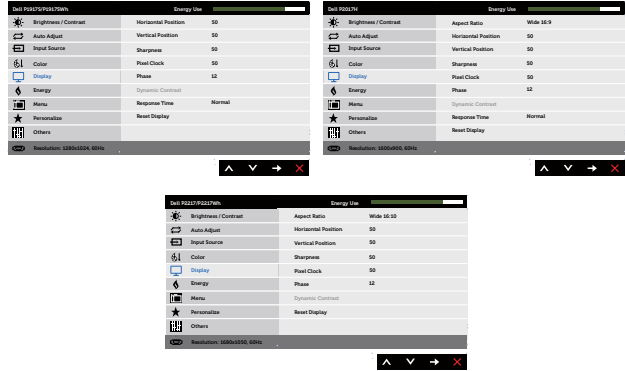 Dell P1917S/P1917SWh Energy Use
Brightness / Contrast Horizontal Position 50
Auto Adjust Vertical Position 50
Input Source Sharpness 50
Color Pixel Clock 50
Display Phase 12
Energy Dynamic Contrast
Menu Response Time Normal
Personalize Reset Display
Others
Resolution: 1280x1024, 60Hz
Dell P2017H Energy Use
Brightness / Contrast Aspect Ratio Wide 16:9
Auto Adjust Horizontal Position 50
Input Source Vertical Position 50
Color Sharpness 50
Display Pixel Clock 50
Energy Phase 12
Menu Dynamic Contrast
Personalize Response Time Normal
Others Reset Display
Resolution: 1600x900, 60Hz
Dell P2217/P2217Wh Energy Use
Brightness / Contrast Aspect Ratio Wide 16:10
Auto Adjust Horizontal Position 50
Input Source Vertical Position 50
Color Sharpness 50
Display Pixel Clock 50
Energy Phase 12
Menu Dynamic Contrast
Personalize Reset Display
Others
Resolution: 1680x1050, 60Hz